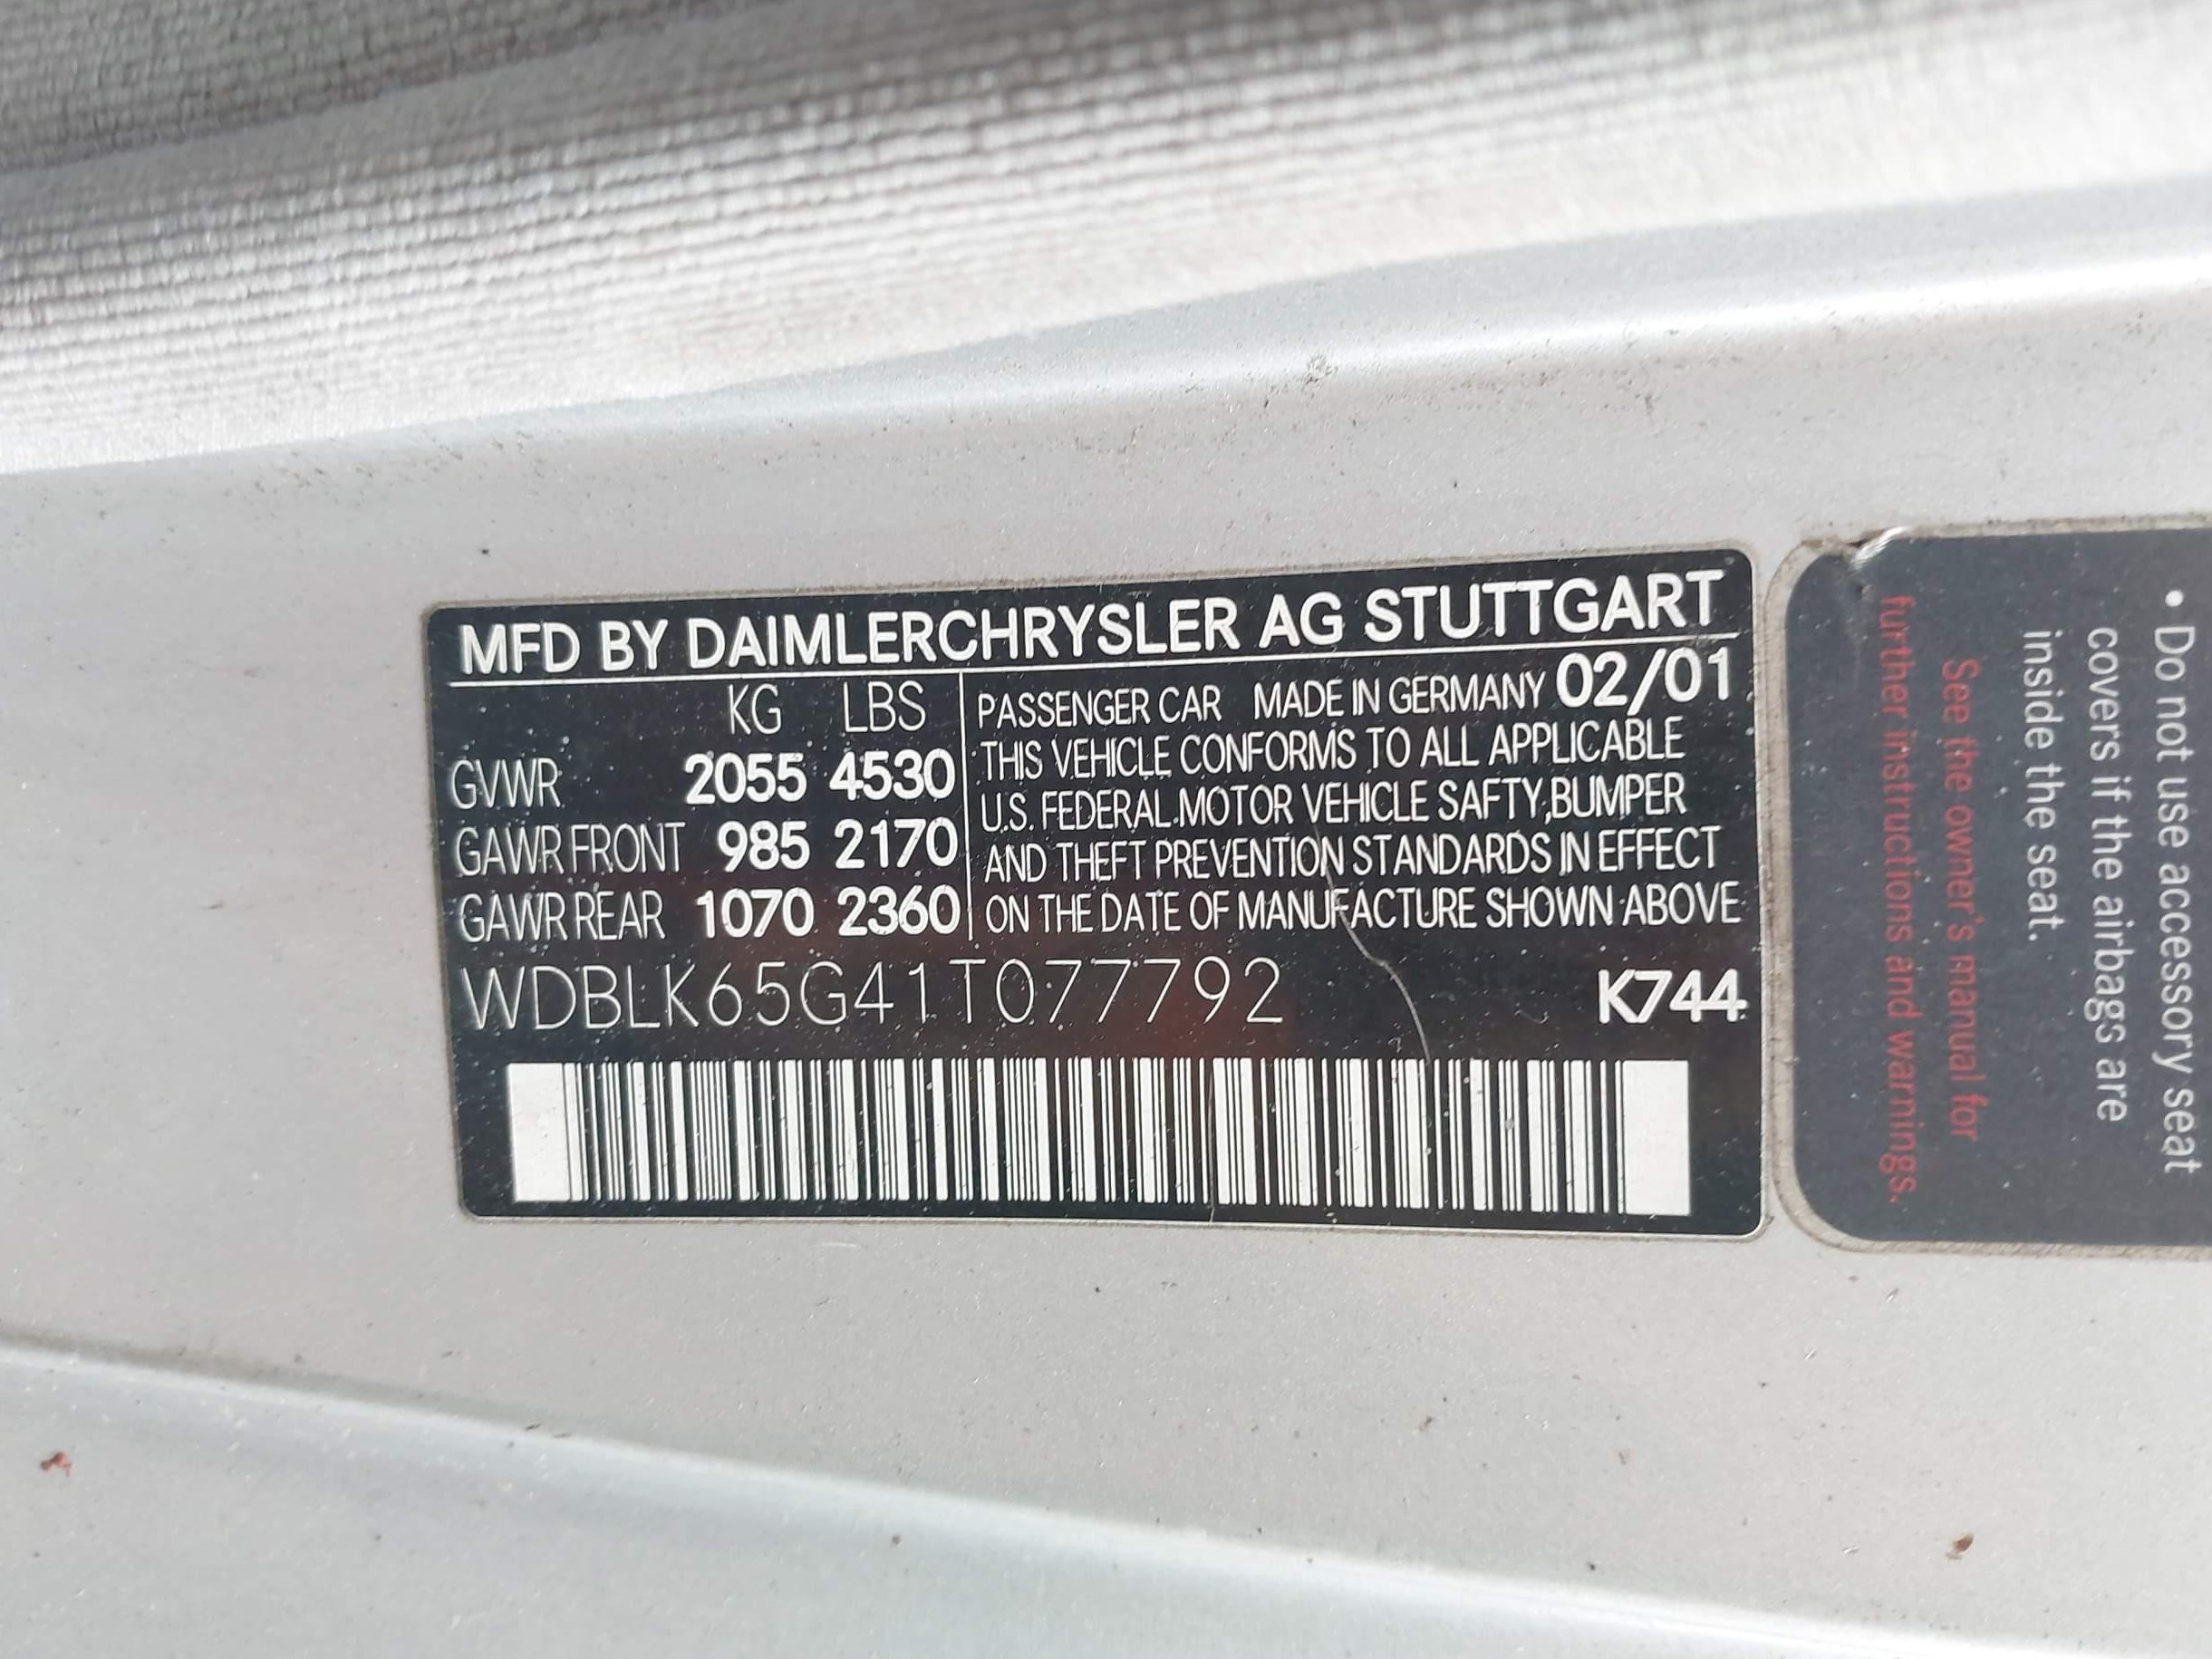 MFD BY DAIMLERCHRYSLER AG STUTTGART
KG LBS
GVWR 2055 4530
GAWR FRONT 985 2170
GAWR REAR 1070 2360
PASSENGER CAR MADE IN GERMANY 02/01
THIS VEHICLE CONFORMS TO ALL APPLICABLE
U.S. FEDERAL MOTOR VEHICLE SAFTY,BUMPER
AND THEFT PREVENTION STANDARDS IN EFFECT
ON THE DATE OF MANUFACTURE SHOWN ABOVE
WDBLK65G41T077792 K744
• Do not use accessory seat
covers if the airbags are
inside the seat.
See the owner's manual for
further instructions and warnings.